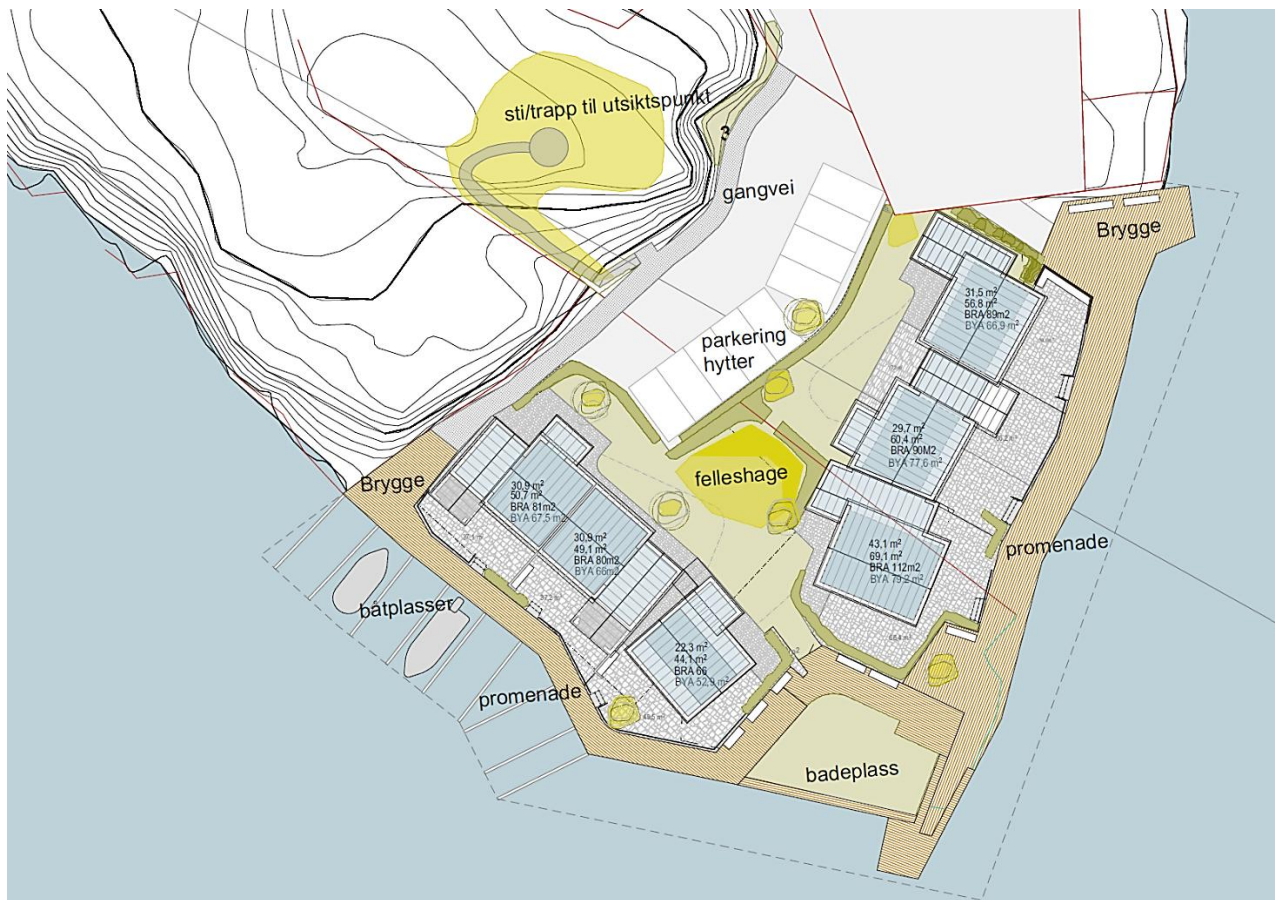 sti/trapp til utsiktspunkt
3
gangvei
Brygge
parkering
hytter
31,5 m²
56,8 m²
BRA 89m2
BYA 66,9 m²
29,7 m²
60,4 m²
BRA 90M2
BYA 77,6 m²
felleshage
Brygge
30,9 m²
50,7 m²
BRA 81m2
BYA 67,5 m2
30,9 m²
49,1 m²
BRA 80m2
BYA 66m2
43,1 m²
69,1 m²
BRA 112m2
BYA 79,2 m²
promenade
båtplasser
22,3 m²
44,1 m²
BRA 66
BYA 52,9 m²
promenade
badeplass